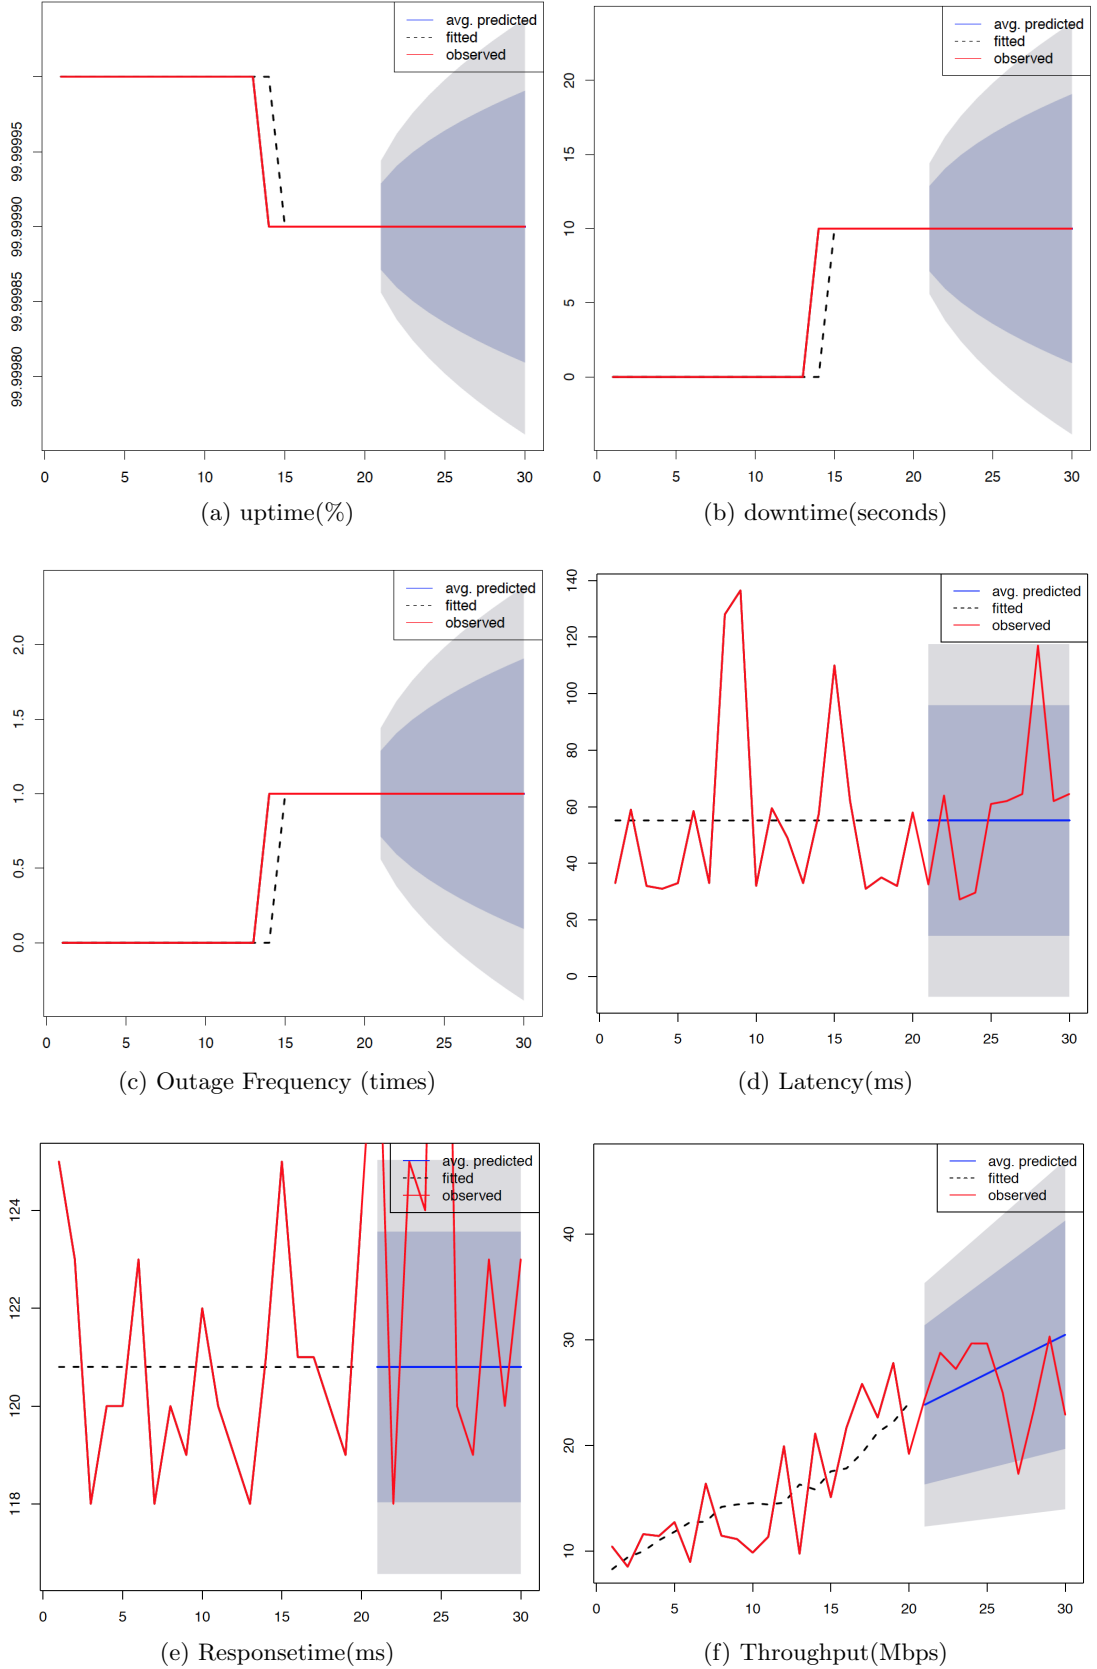 avg. predicted
fitted
observed
99.99995
99.99990
99.99985
99.99980
0 5 10 15 20 25 30
(a) uptime(%)
avg. predicted
fitted
observed
20
15
10
5
0
0 5 10 15 20 25 30
(b) downtime(seconds)
avg. predicted
fitted
observed
2.0
1.5
1.0
0.5
0.0
0 5 10 15 20 25 30
(c) Outage Frequency (times)
avg. predicted
fitted
observed
140
120
100
80
60
40
20
0
0 5 10 15 20 25 30
(d) Latency(ms)
avg. predicted
fitted
observed
124
122
120
118
0 5 10 15 20 25 30
(e) Responsetime(ms)
avg. predicted
fitted
observed
40
30
20
10
0 5 10 15 20 25 30
(f) Throughput(Mbps)